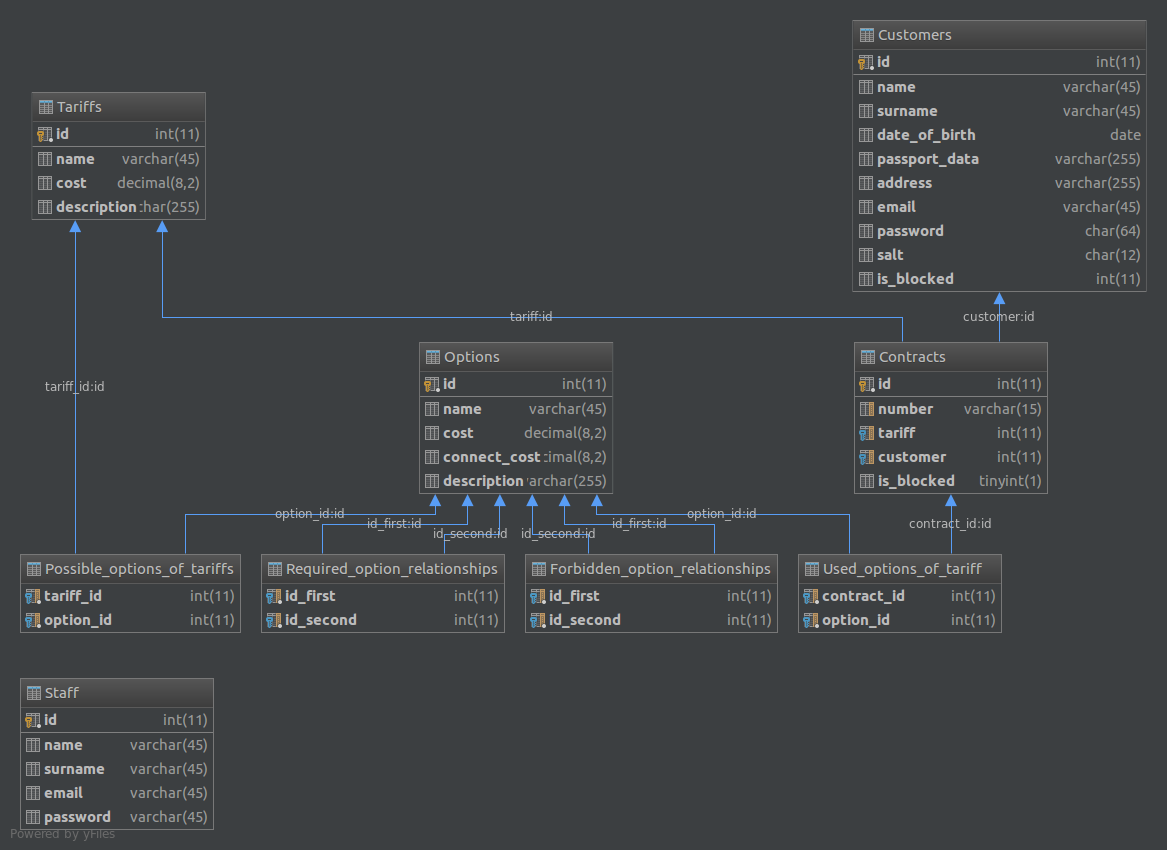 Customers
id int(11)
name varchar(45)
surname varchar(45)
date_of_birth date
passport_data varchar(255)
address varchar(255)
email varchar(45)
password char(64)
salt char(12)
is_blocked int(11)
Tariffs
id int(11)
name varchar(45)
cost decimal(8,2)
description :har(255)
tariff:id
customer:id
tariff_id:id
Options
id int(11)
name varchar(45)
cost decimal(8,2)
connect_cost :imal(8,2)
description archar(255)
Contracts
id int(11)
number varchar(15)
tariff int(11)
customer int(11)
is_blocked tinyint(1)
option_id:id
id_first:id
id_second:id
id_second:id
id_first:id
option_id:id
contract_id:id
Possible_options_of_tariffs
tariff_id int(11)
option_id int(11)
Required_option_relationships
id_first int(11)
id_second int(11)
Forbidden_option_relationships
id_first int(11)
id_second int(11)
Used_options_of_tariff
contract_id int(11)
option_id int(11)
Staff
id int(11)
name varchar(45)
surname varchar(45)
email varchar(45)
password varchar(45)
Powered by yFiles